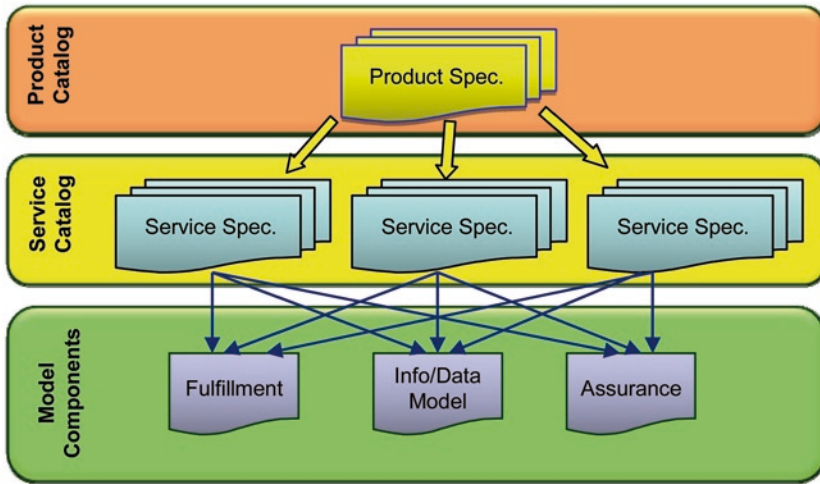 Product
Catalog
Product Spec.
Service
Catalog
Service Spec.
Service Spec.
Service Spec.
Model
Components
Fulfillment
Info/Data
Model
Assurance